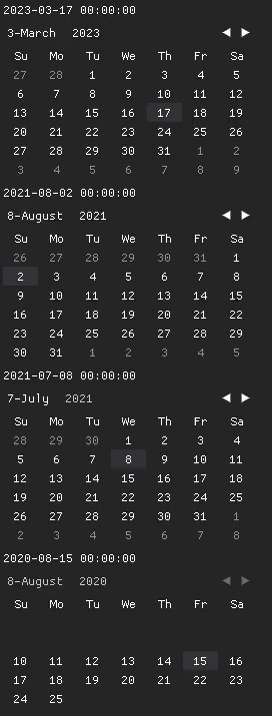 2023-03-17 00:00:00
3-March 2023
Su Mo Tu We Th Fr Sa
27 28 1 2 3 4 5
6 7 8 9 10 11 12
13 14 15 16 17 18 19
20 21 22 23 24 25 26
27 28 29 30 31 1 2
3 4 5 6 7 8 9
2021-08-02 00:00:00
8-August 2021
Su Mo Tu We Th Fr Sa
26 27 28 29 30 31 1
2 3 4 5 6 7 8
9 10 11 12 13 14 15
16 17 18 19 20 21 22
23 24 25 26 27 28 29
30 31 1 2 3 4 5
2021-07-08 00:00:00
7-July 2021
Su Mo Tu We Th Fr Sa
28 29 30 1 2 3 4
5 6 7 8 9 10 11
12 13 14 15 16 17 18
19 20 21 22 23 24 25
26 27 28 29 30 31 1
2 3 4 5 6 7 8
2020-08-15 00:00:00
8-August 2020
Su Mo Tu We Th Fr Sa
10 11 12 13 14 15 16
17 18 19 20 21 22 23
24 25